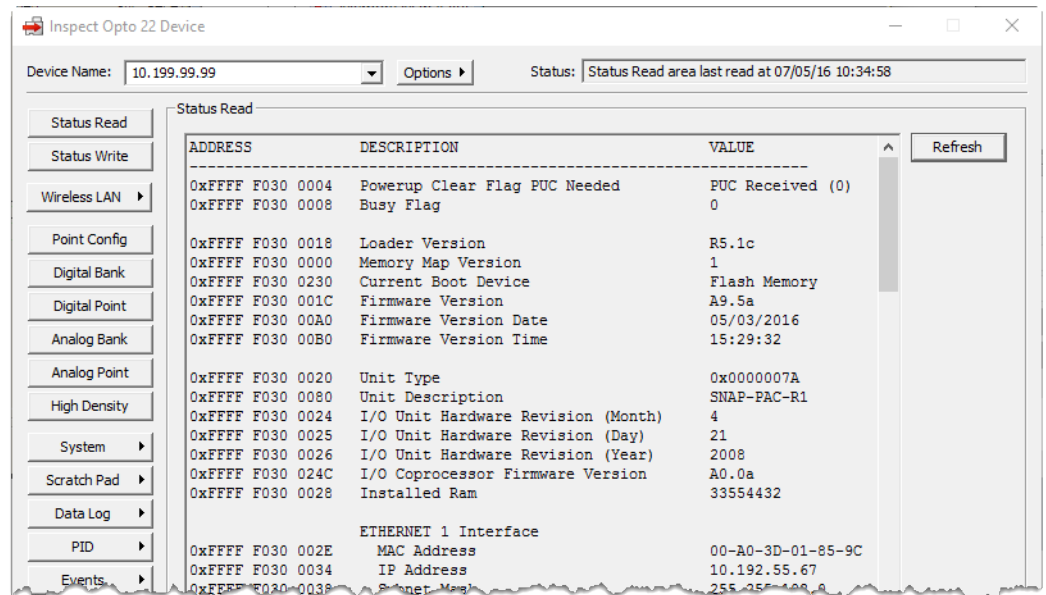 Inspect Opto 22 Device
Device Name: 10.199.99.99 Options Status: Status Read area last read at 07/05/16 10:34:58
Status Read
Status Write
Wireless LAN
Point Config
Digital Bank
Digital Point
Analog Bank
Analog Point
High Density
System
Scratch Pad
Data Log
PID
Events
Status Read
Refresh
ADDRESS DESCRIPTION VALUE
0xFFFF F030 0004 Powerup Clear Flag PUC Needed PUC Received (0)
0xFFFF F030 0008 Busy Flag 0
0xFFFF F030 0018 Loader Version R5.1c
0xFFFF F030 0000 Memory Map Version 1
0xFFFF F030 0230 Current Boot Device Flash Memory
0xFFFF F030 001C Firmware Version A9.5a
0xFFFF F030 00A0 Firmware Version Date 05/03/2016
0xFFFF F030 00B0 Firmware Version Time 15:29:32
0xFFFF F030 0020 Unit Type 0x0000007A
0xFFFF F030 0080 Unit Description SNAP-PAC-R1
0xFFFF F030 0024 I/O Unit Hardware Revision (Month) 4
0xFFFF F030 0025 I/O Unit Hardware Revision (Day) 21
0xFFFF F030 0026 I/O Unit Hardware Revision (Year) 2008
0xFFFF F030 024C I/O Coprocessor Firmware Version A0.0a
0xFFFF F030 0028 Installed Ram 33554432
ETHERNET 1 Interface
0xFFFF F030 002E MAC Address 00-A0-3D-01-85-9C
0xFFFF F030 0034 IP Address 10.192.55.67
0xFFFF F030 0038 Subnet Mask